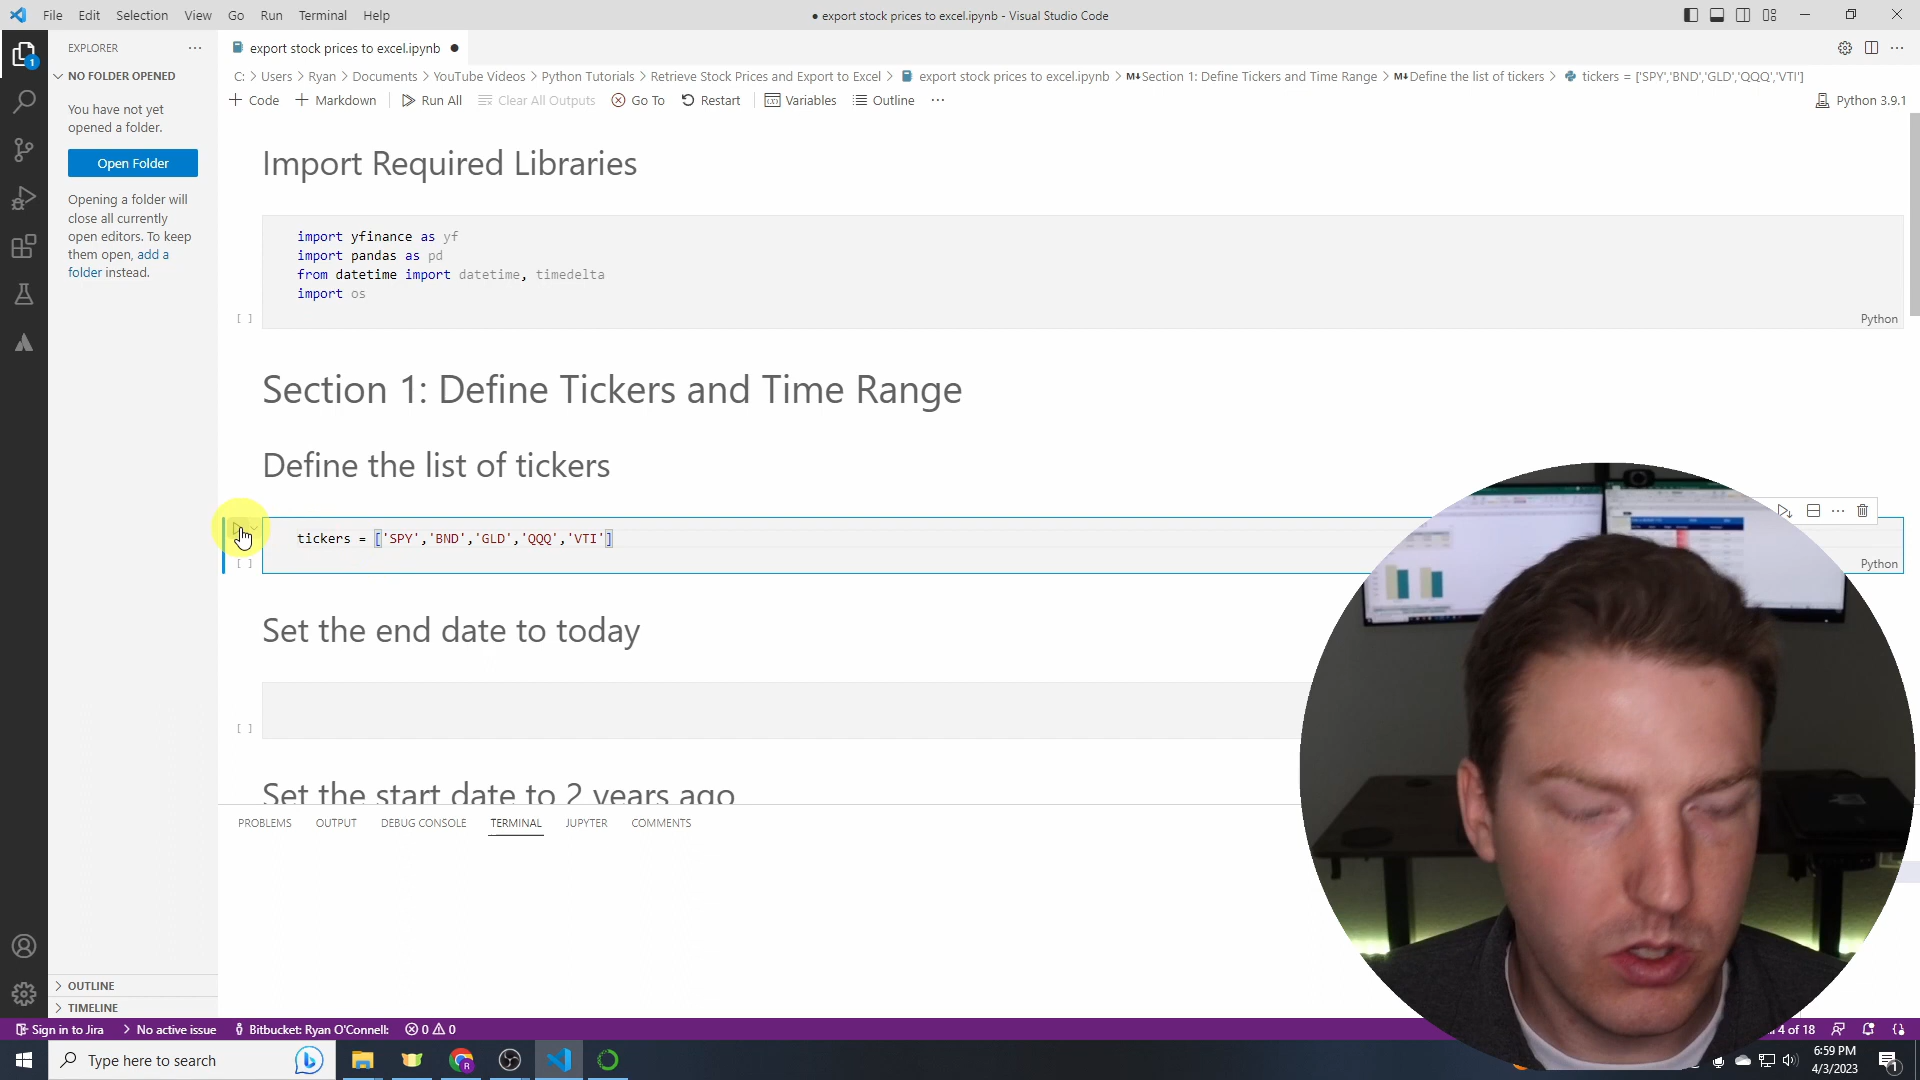 File Edit Selection View Go Run Terminal Help
● export stock prices to excel.ipynb - Visual Studio Code
EXPLORER
export stock prices to excel.ipynb ●
NO FOLDER OPENED
C: > Users > Ryan > Documents > YouTube Videos > Python Tutorials > Retrieve Stock Prices and Export to Excel > export stock prices to excel.ipynb > M↓Section 1: Define Tickers and Time Range > M↓Define the list of tickers > tickers = ['SPY','BND','GLD','QQQ','VTI']
+ Code + Markdown Run All Clear All Outputs Go To Restart Variables Outline ···
Python 3.9.1
You have not yet
opened a folder.
Open Folder
Opening a folder will
close all currently
open editors. To keep
them open, add a
folder instead.
Import Required Libraries
import yfinance as yf
import pandas as pd
from datetime import datetime, timedelta
import os
[ ]
Python
Section 1: Define Tickers and Time Range
Define the list of tickers
tickers = ['SPY','BND','GLD','QQQ','VTI']
[ ]
Python
Set the end date to today
[ ]
Set the start date to 2 years ago
PROBLEMS OUTPUT DEBUG CONSOLE TERMINAL JUPYTER COMMENTS
OUTLINE
TIMELINE
Sign in to Jira No active issue Bitbucket: Ryan O'Connell: 0 0
4 of 18
Type here to search
6:59 PM
4/3/2023
1